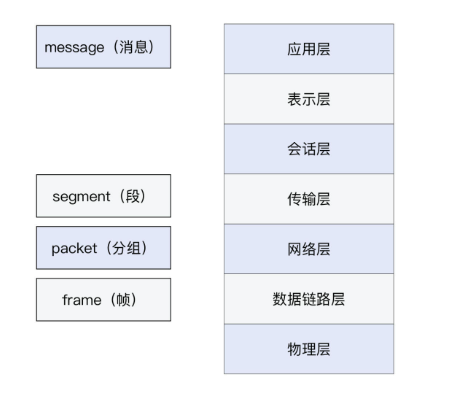 message（消息）
应用层
表示层
会话层
segment（段）
传输层
packet（分组）
网络层
frame（帧）
数据链路层
物理层